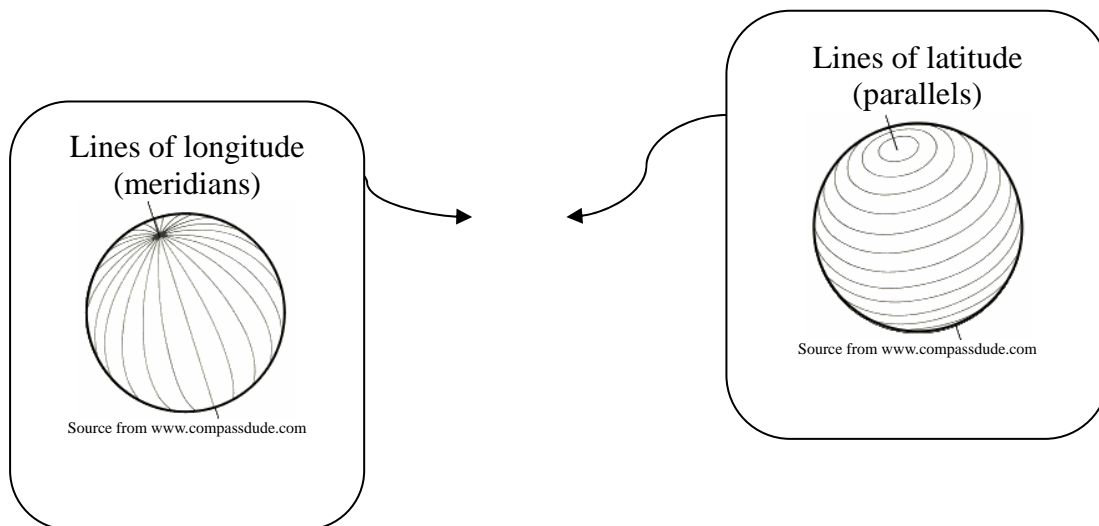 Lines of longitude
(meridians)
Source from www.compassdude.com
Lines of latitude
(parallels)
Source from www.compassdude.com